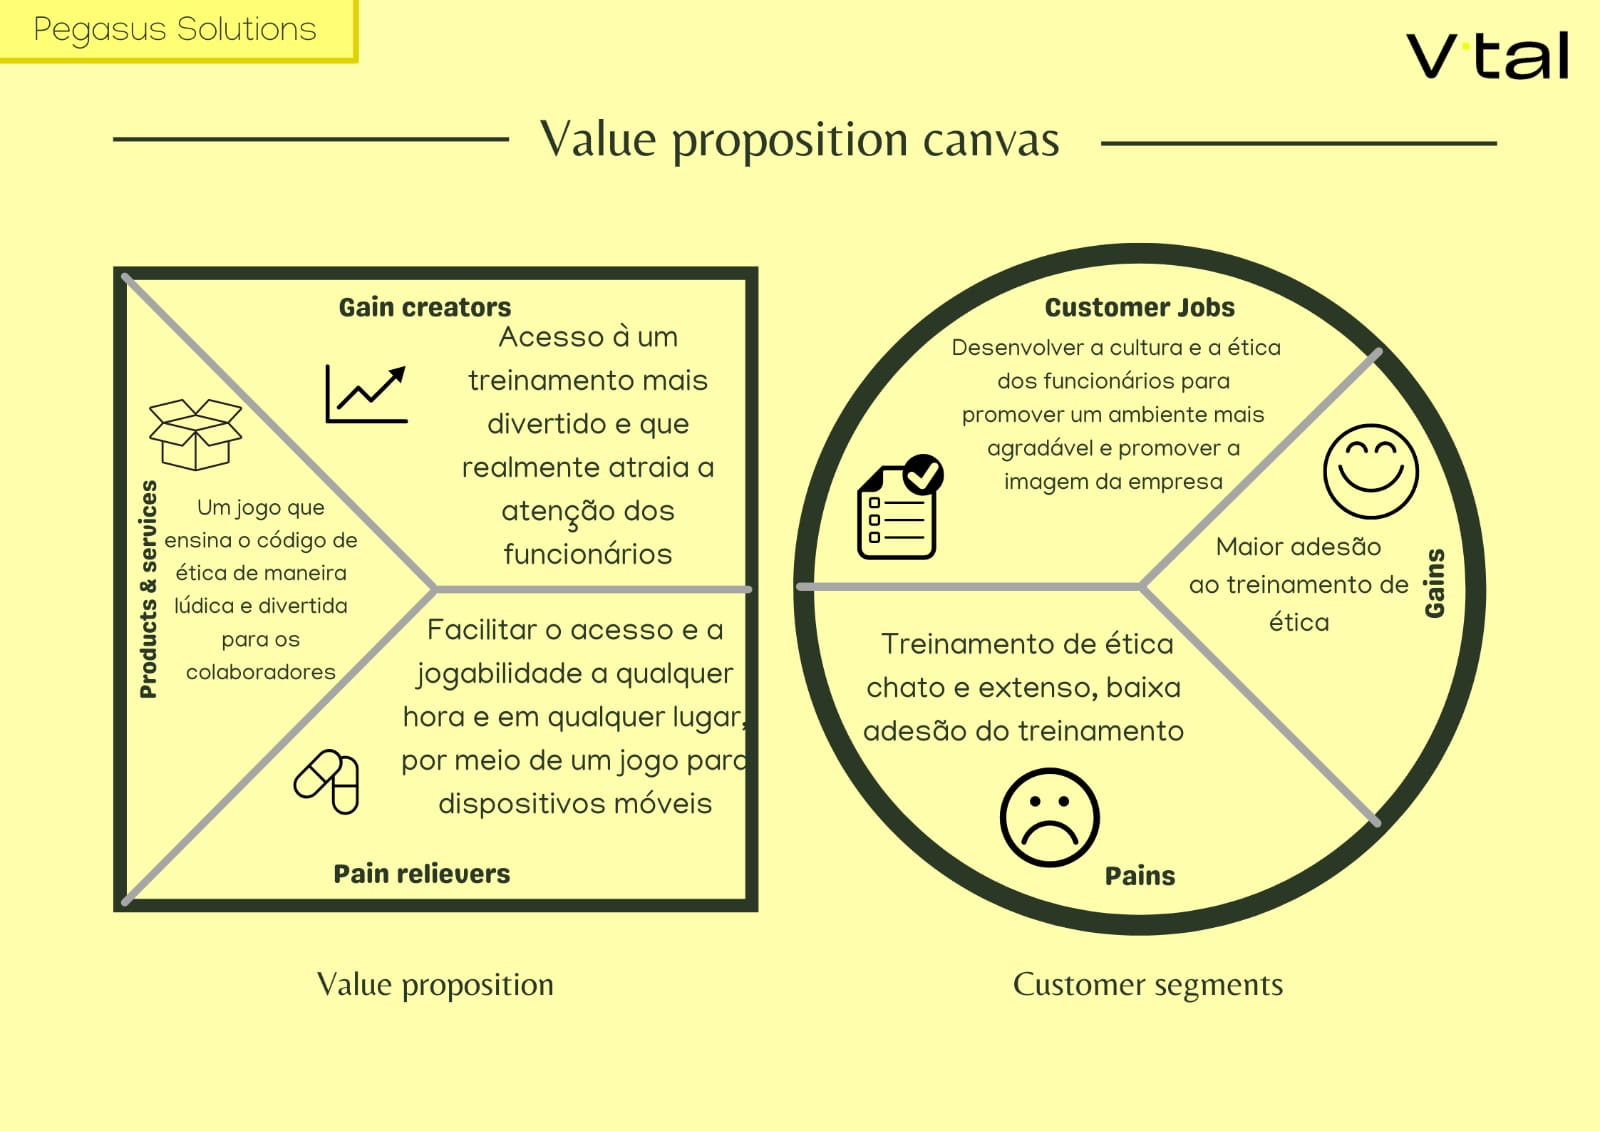 Pegasus Solutions
V·tal
Value proposition canvas
Gain creators
Acesso à um
treinamento mais
divertido e que
realmente atraia a
atenção dos
funcionários
Products & services
Um jogo que
ensina o código de
ética de maneira
lúdica e divertida
para os
colaboradores
Facilitar o acesso e a
jogabilidade a qualquer
hora e em qualquer lugar,
por meio de um jogo para
dispositivos móveis
Pain relievers
Value proposition
Customer Jobs
Desenvolver a cultura e a ética
dos funcionários para
promover um ambiente mais
agradável e promover a
imagem da empresa
Maior adesão
ao treinamento de
ética
Gains
Treinamento de ética
chato e extenso, baixa
adesão do treinamento
Pains
Customer segments